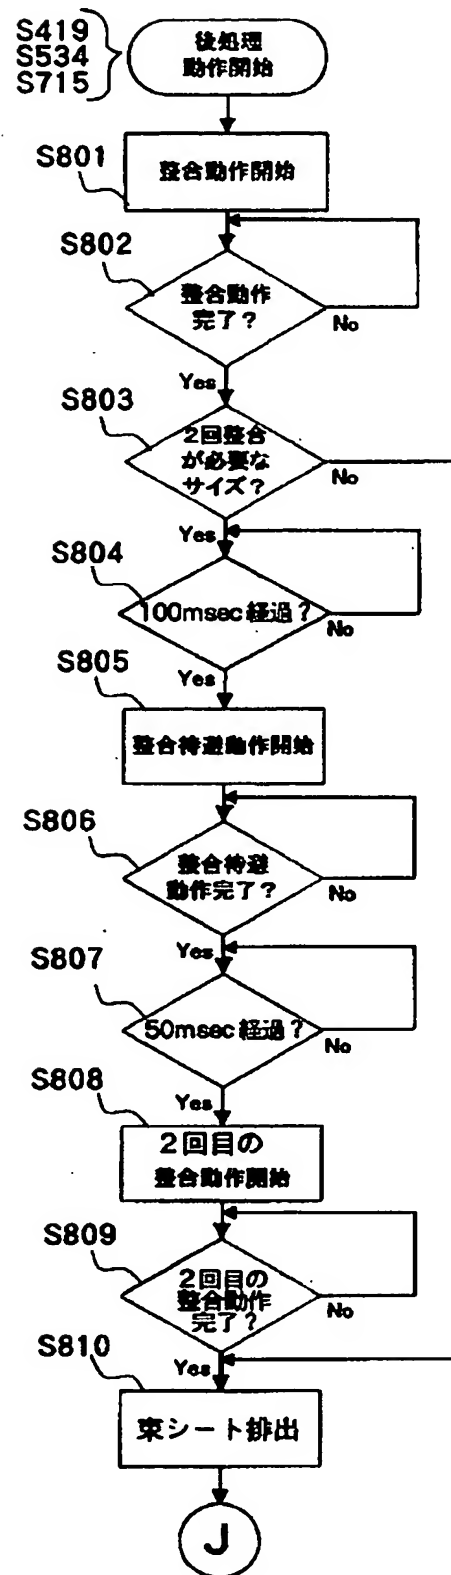 S419
S534
S715
後処理
動作開始
S801
整合動作開始
S802
整合動作
完了？
No
Yes
S803
2回整合
が必要な
サイズ？
No
Yes
S804
100msec経過？
No
Yes
S805
整合待避動作開始
S806
整合待避
動作完了？
No
Yes
S807
50msec経過？
No
Yes
S808
2回目の
整合動作開始
S809
2回目の
整合動作
完了？
No
Yes
S810
束シート排出
J